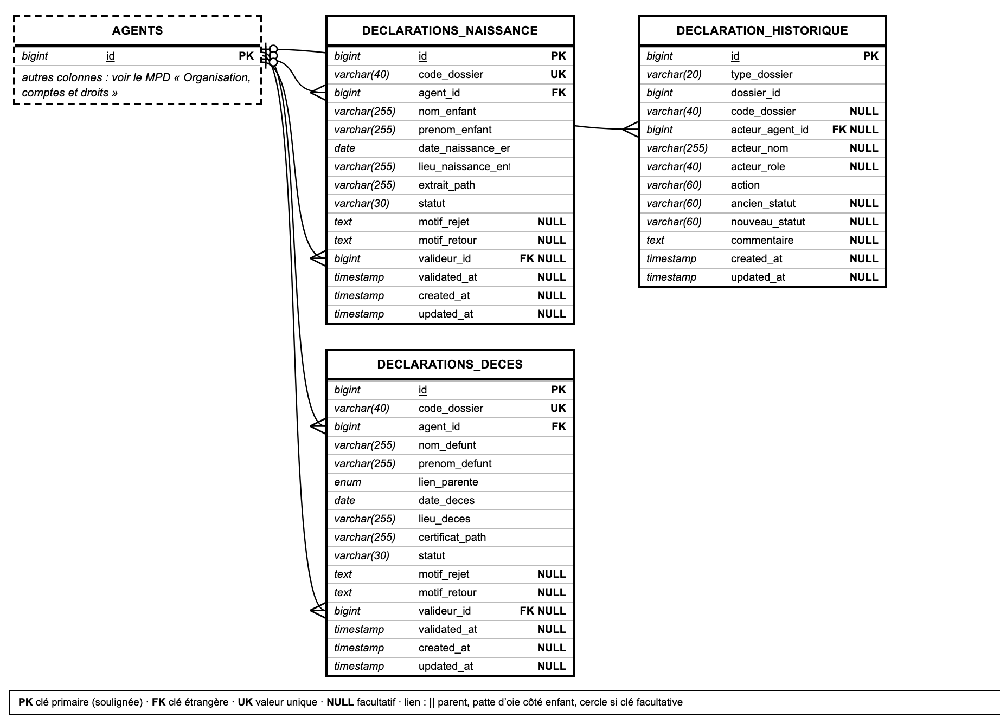 AGENTS
bigint id PK
autres colonnes : voir le MPD « Organisation,
comptes et droits »
DECLARATIONS_NAISSANCE
bigint id PK
varchar(40) code_dossier UK
bigint agent_id FK
varchar(255) nom_enfant
varchar(255) prenom_enfant
date date_naissance_er
varchar(255) lieu_naissance_enf
varchar(255) extrait_path
varchar(30) statut
text motif_rejet NULL
text motif_retour NULL
bigint valideur_id FK NULL
timestamp validated_at NULL
timestamp created_at NULL
timestamp updated_at NULL
DECLARATION_HISTORIQUE
bigint id PK
varchar(20) type_dossier
bigint dossier_id
varchar(40) code_dossier NULL
bigint acteur_agent_id FK NULL
varchar(255) acteur_nom NULL
varchar(40) acteur_role NULL
varchar(60) action
varchar(60) ancien_statut NULL
varchar(60) nouveau_statut NULL
text commentaire NULL
timestamp created_at NULL
timestamp updated_at NULL
DECLARATIONS_DECES
bigint id PK
varchar(40) code_dossier UK
bigint agent_id FK
varchar(255) nom_defunt
varchar(255) prenom_defunt
enum lien_parente
date date_deces
varchar(255) lieu_deces
varchar(255) certificat_path
varchar(30) statut
text motif_rejet NULL
text motif_retour NULL
bigint valideur_id FK NULL
timestamp validated_at NULL
timestamp created_at NULL
timestamp updated_at NULL
PK clé primaire (soulignée) · FK clé étrangère · UK valeur unique · NULL facultatif · lien : || parent, patte d’oie côté enfant, cercle si clé facultative